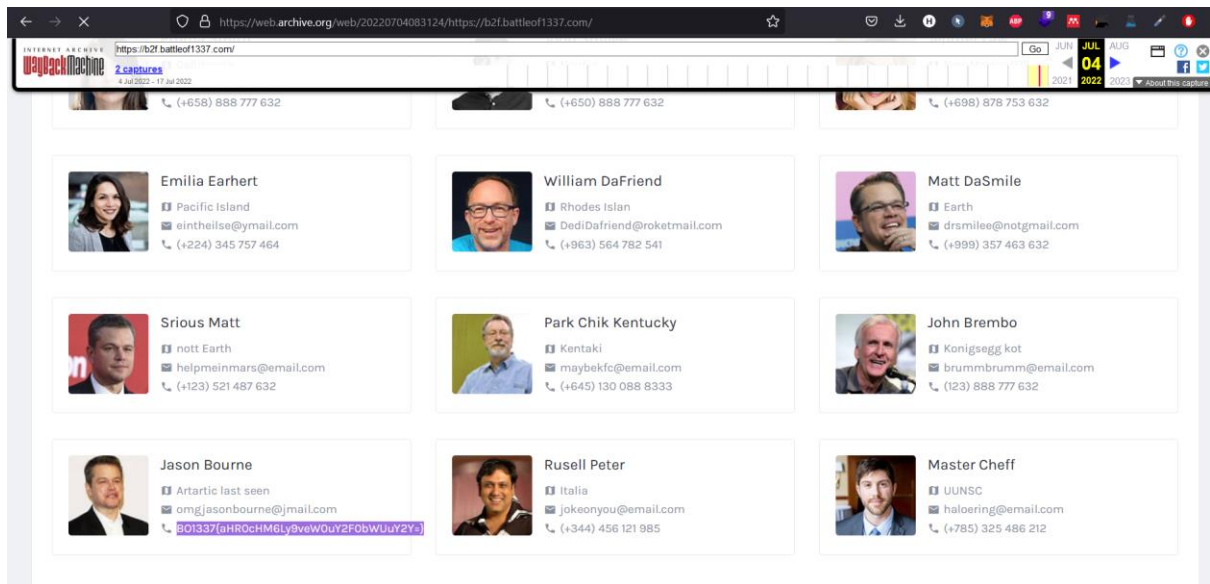 https://web.archive.org/web/20220704083124/https://b2f.battleof1337.com/
INTERNET ARCHIVE
WayBackMachine
https://b2f.battleof1337.com/
Go
JUN JUL AUG
2 captures
04
4 Jul 2022 - 17 Jul 2022
2021 2022 2023
About this capture
(+658) 888 777 632
(+650) 888 777 632
(+698) 878 753 632
Emilia Earhert
Pacific Island
eintheilse@ymail.com
(+224) 345 757 464
William DaFriend
Rhodes Islan
DediDafriend@roketmail.com
(+963) 564 782 541
Matt DaSmile
Earth
drsmilee@notgmail.com
(+999) 357 463 632
Srious Matt
nott Earth
helpmeinmars@email.com
(+123) 521 487 632
Park Chik Kentucky
Kentaki
maybekfc@email.com
(+645) 130 088 8333
John Brembo
Konigsegg kot
brummbrumm@email.com
(123) 888 777 632
Jason Bourne
Artartic last seen
omgjasonbourne@jmail.com
BO1337{aHR0cHM6Ly9veW0uY2F0bWUuY2Y=}
Rusell Peter
Italia
jokeonyou@email.com
(+344) 456 121 985
Master Cheff
UUNSC
haloering@email.com
(+785) 325 486 212